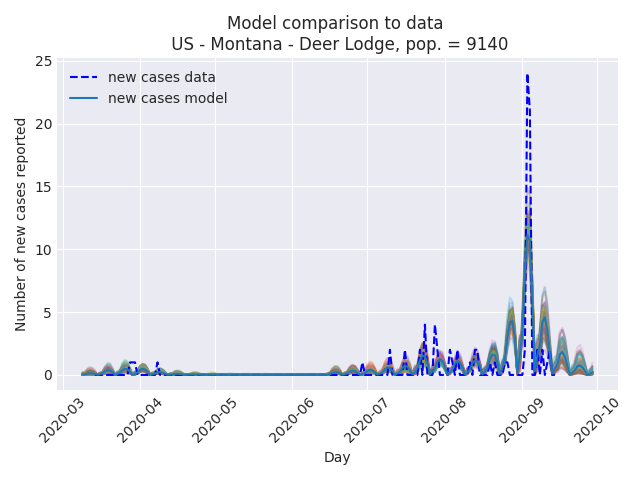 Model comparison to data
US - Montana - Deer Lodge, pop. = 9140
new cases data
new cases model
Number of new cases reported
25
20
15
10
5
0
2020-03
2020-04
2020-05
2020-06
2020-07
2020-08
2020-09
2020-10
Day